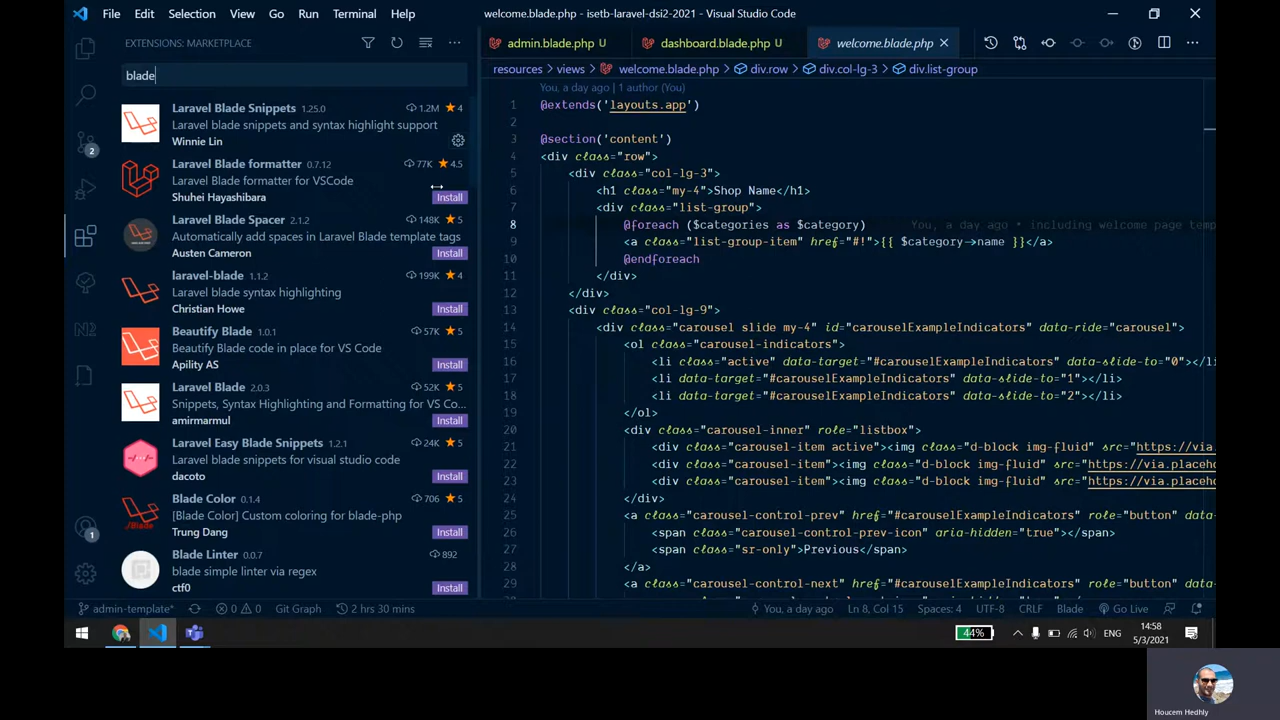 File Edit Selection View Go Run Terminal Help
welcome.blade.php - isetb-laravel-dsi2-2021 - Visual Studio Code
EXTENSIONS: MARKETPLACE
blade
Laravel Blade Snippets 1.25.0 1.2M 4
Laravel blade snippets and syntax highlight support
Winnie Lin
Laravel Blade formatter 0.7.12 77K 4.5
Laravel Blade formatter for VSCode
Shuhei Hayashibara Install
Laravel Blade Spacer 2.1.2 148K 5
Automatically add spaces in Laravel Blade template tags
Austen Cameron Install
laravel-blade 1.1.2 199K 4
Laravel blade syntax highlighting
Christian Howe Install
Beautify Blade 1.0.1 57K 5
Beautify Blade code in place for VS Code
Apility AS Install
Laravel Blade 2.0.3 52K 5
Snippets, Syntax Highlighting and Formatting for VS Co...
amirmarmul Install
Laravel Easy Blade Snippets 1.2.1 24K 5
Laravel blade snippets for visual studio code
dacoto Install
Blade Color 0.1.4 706 5
[Blade Color] Custom coloring for blade-php
Trung Dang Install
Blade Linter 0.0.7 892
blade simple linter via regex
ctf0 Install
2
1
admin.blade.php U dashboard.blade.php U welcome.blade.php
resources > views > welcome.blade.php > div.row > div.col-lg-3 > div.list-group
You, a day ago | 1 author (You)
1 @extends('layouts.app')
2
3 @section('content')
4 <div class="row">
5 <div class="col-lg-3">
6 <h1 class="my-4">Shop Name</h1>
7 <div class="list-group">
8 @foreach ($categories as $category) You, a day ago • including welcome page temp
9 <a class="list-group-item" href="#!">{{ $category->name }}</a>
10 @endforeach
11 </div>
12 </div>
13 <div class="col-lg-9">
14 <div class="carousel slide my-4" id="carouselExampleIndicators" data-ride="carousel">
15 <ol class="carousel-indicators">
16 <li class="active" data-target="#carouselExampleIndicators" data-slide-to="0"></li
17 <li data-target="#carouselExampleIndicators" data-slide-to="1"></li>
18 <li data-target="#carouselExampleIndicators" data-slide-to="2"></li>
19 </ol>
20 <div class="carousel-inner" role="listbox">
21 <div class="carousel-item active"><img class="d-block img-fluid" src="https://via.
22 <div class="carousel-item"><img class="d-block img-fluid" src="https://via.placeho
23 <div class="carousel-item"><img class="d-block img-fluid" src="https://via.placeho
24 </div>
25 <a class="carousel-control-prev" href="#carouselExampleIndicators" role="button" data-
26 <span class="carousel-control-prev-icon" aria-hidden="true"></span>
27 <span class="sr-only">Previous</span>
28 </a>
29 <a class="carousel-control-next" href="#carouselExampleIndicators" role="button" data-
admin-template* 0 0 Git Graph 2 hrs 30 mins You, a day ago Ln 8, Col 15 Spaces: 4 UTF-8 CRLF Blade Go Live
44% ENG 14:58
5/3/2021
Houcem Hedhly